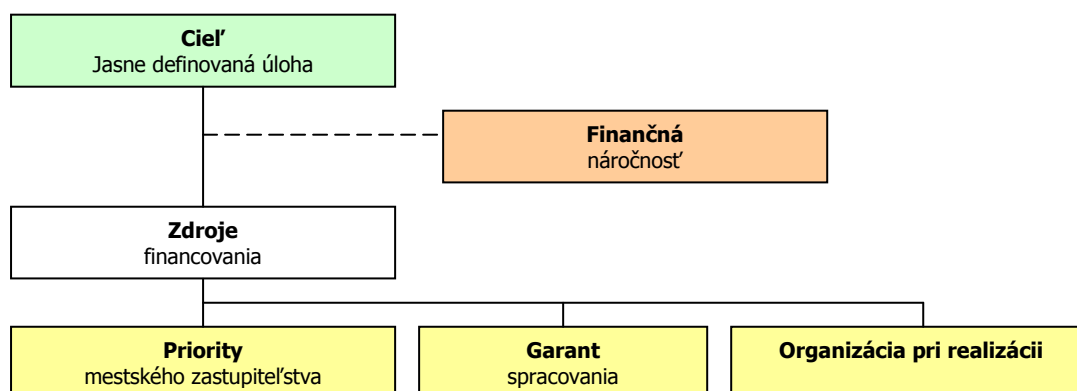 Cieľ
Jasne definovaná úloha
Finančná
náročnosť
Zdroje
financovania
Priority
mestského zastupiteľstva
Garant
spracovania
Organizácia pri realizácii